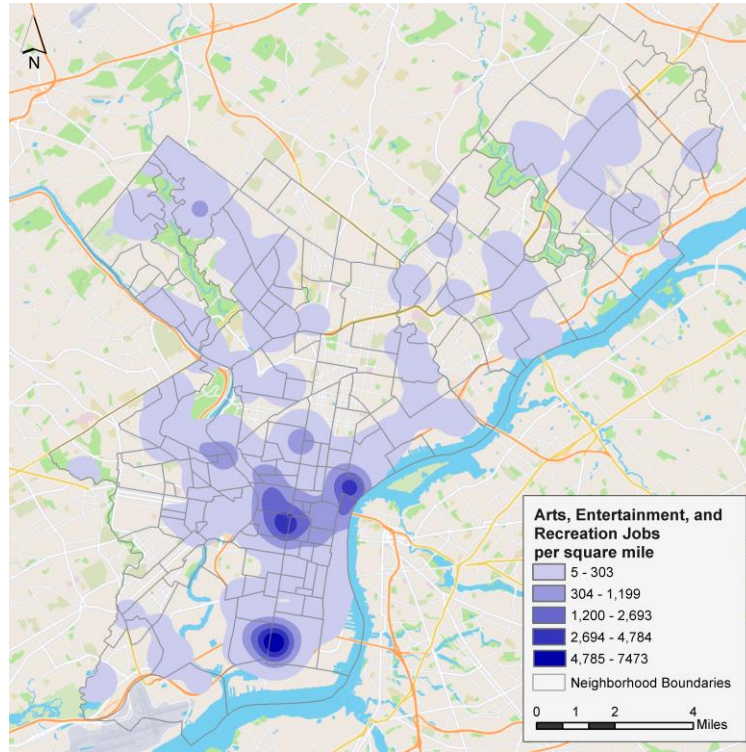 N
Arts, Entertainment, and
Recreation Jobs
per square mile
5 - 303
304 - 1,199
1,200 - 2,693
2,694 - 4,784
4,785 - 7473
Neighborhood Boundaries
0 1 2 4
Miles